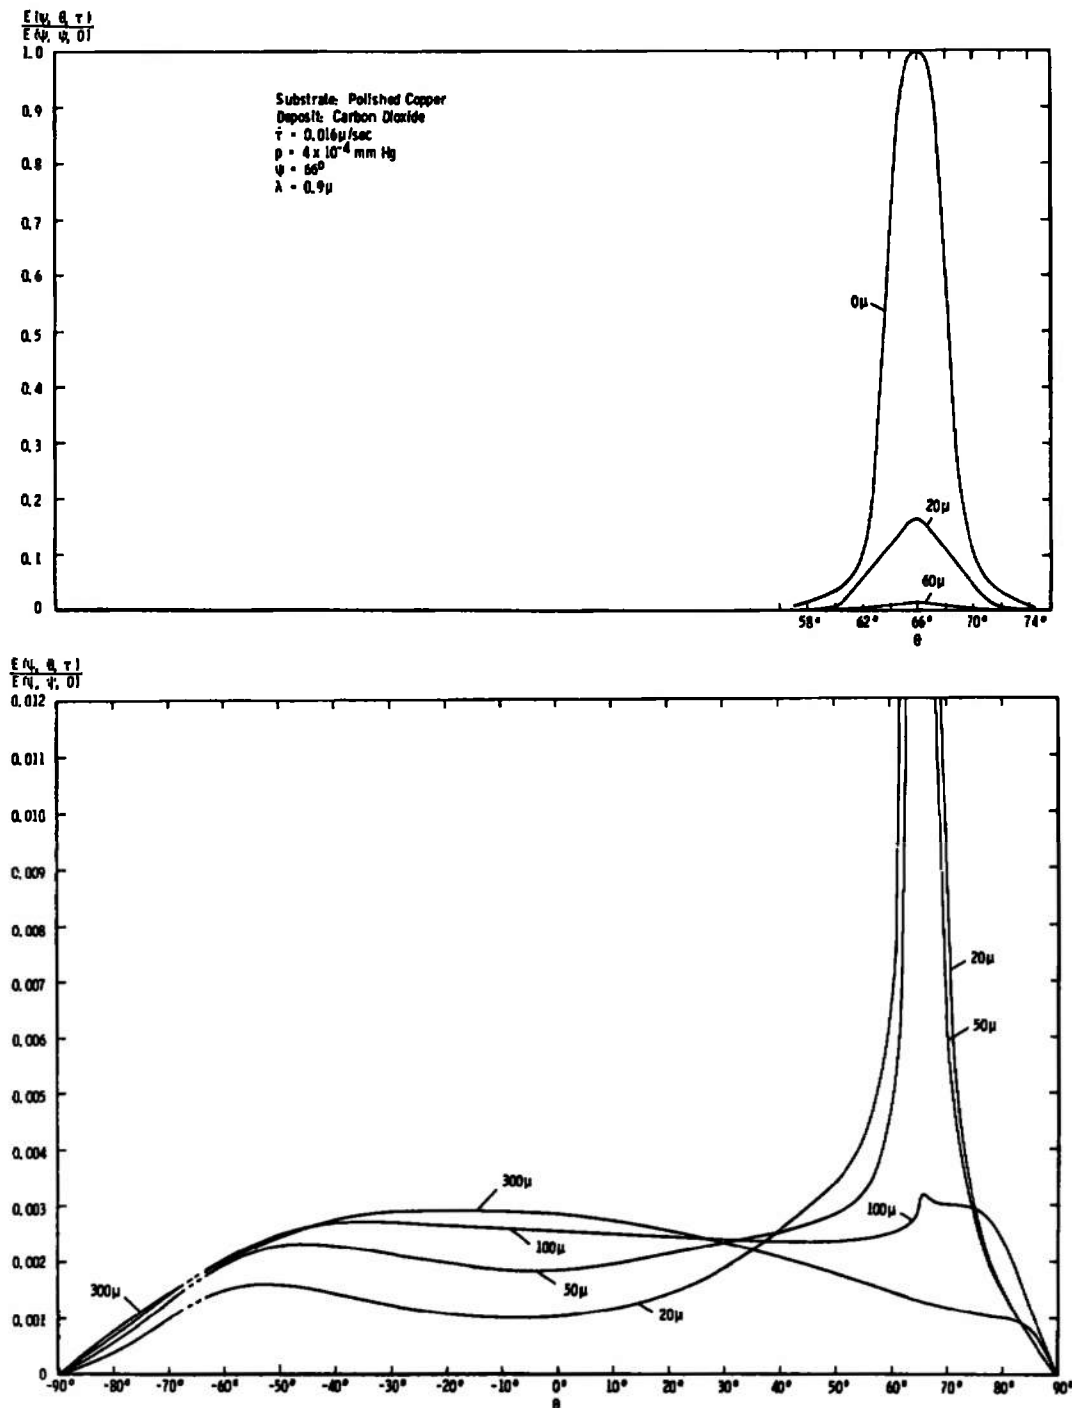 E (ψ, θ, τ)
E (ψ, ψ, 0)
1.0
0.9
0.8
0.7
0.6
0.5
0.4
0.3
0.2
0.1
0
Substrate: Polished Copper
Deposit: Carbon Dioxide
τ̇ = 0.016μ/sec
p = 4 x 10⁻⁴ mm Hg
ψ = 66°
λ = 0.9μ
0μ
20μ
60μ
58° 62° 66° 70° 74°
θ
E (ψ, θ, τ)
E (ψ, ψ, 0)
0.012
0.011
0.010
0.009
0.008
0.007
0.006
0.005
0.004
0.003
0.002
0.001
0
20μ
50μ
300μ
100μ
100μ
50μ
300μ
20μ
-90° -80° -70° -60° -50° -40° -30° -20° -10° 0° 10° 20° 30° 40° 50° 60° 70° 80° 90°
θ